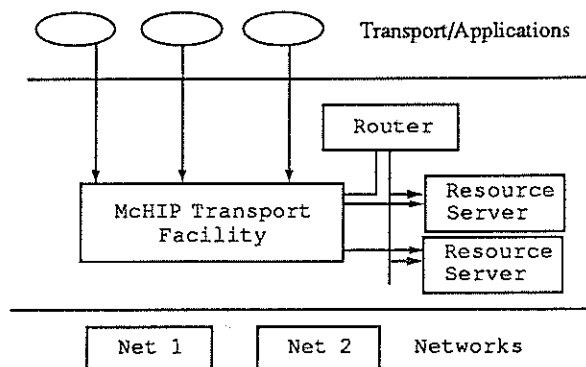 Transport/Applications
Router
McHIP Transport
Facility
Resource
Server
Resource
Server
Net 1
Net 2
Networks